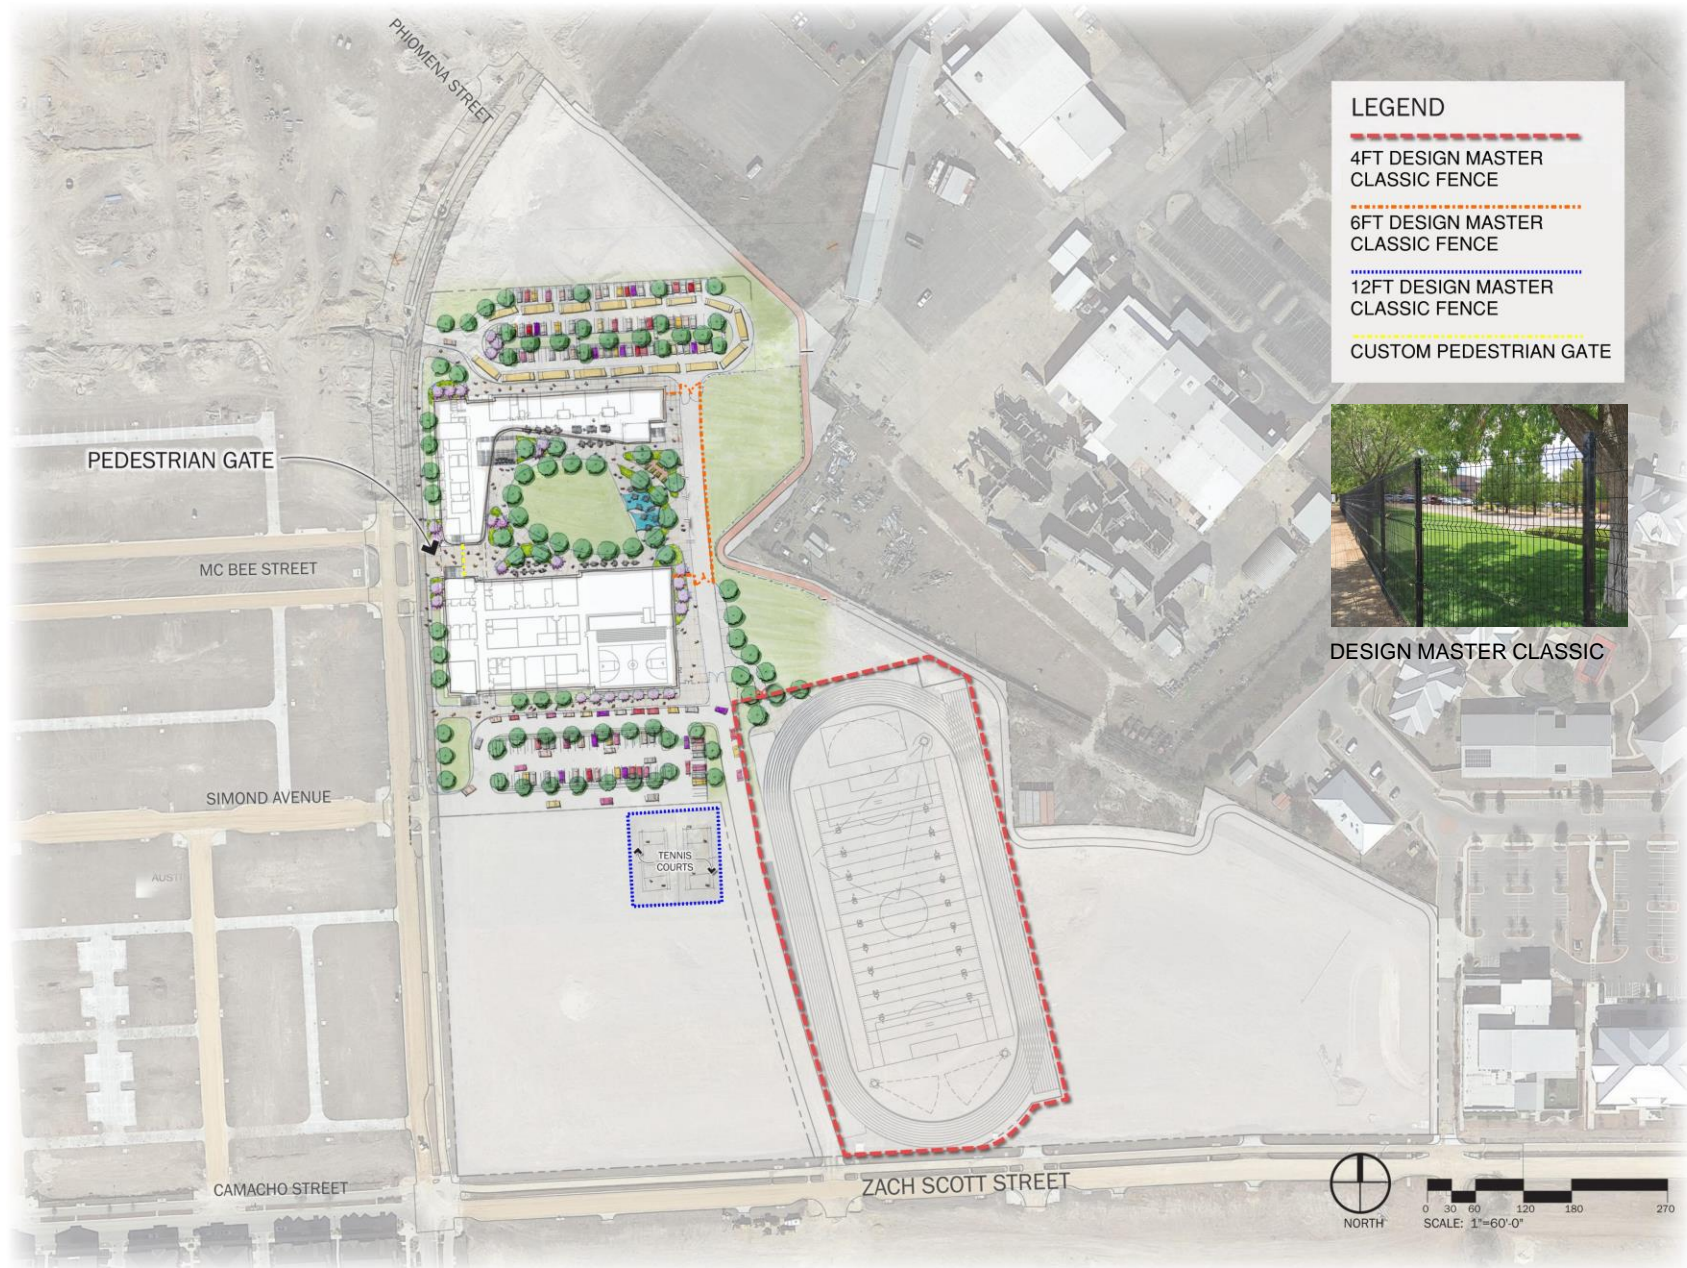 PHIOMENA STREET
LEGEND
4FT DESIGN MASTER
CLASSIC FENCE
6FT DESIGN MASTER
CLASSIC FENCE
12FT DESIGN MASTER
CLASSIC FENCE
CUSTOM PEDESTRIAN GATE
PEDESTRIAN GATE
MC BEE STREET
DESIGN MASTER CLASSIC
SIMOND AVENUE
TENNIS
COURTS
CAMACHO STREET
ZACH SCOTT STREET
NORTH
0 30 60 120 180 270
SCALE: 1"=60'-0"